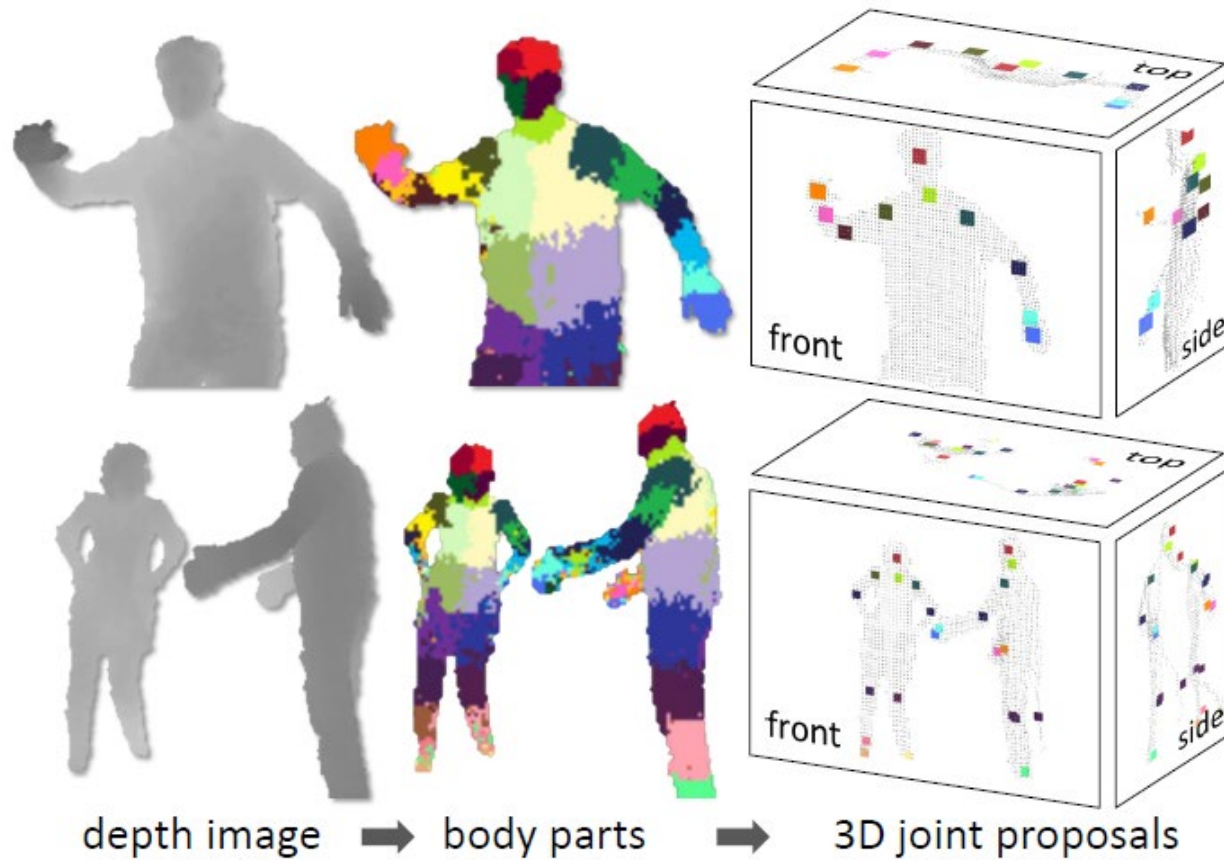 top
front
side
top
front
side
depth image
body parts
3D joint proposals